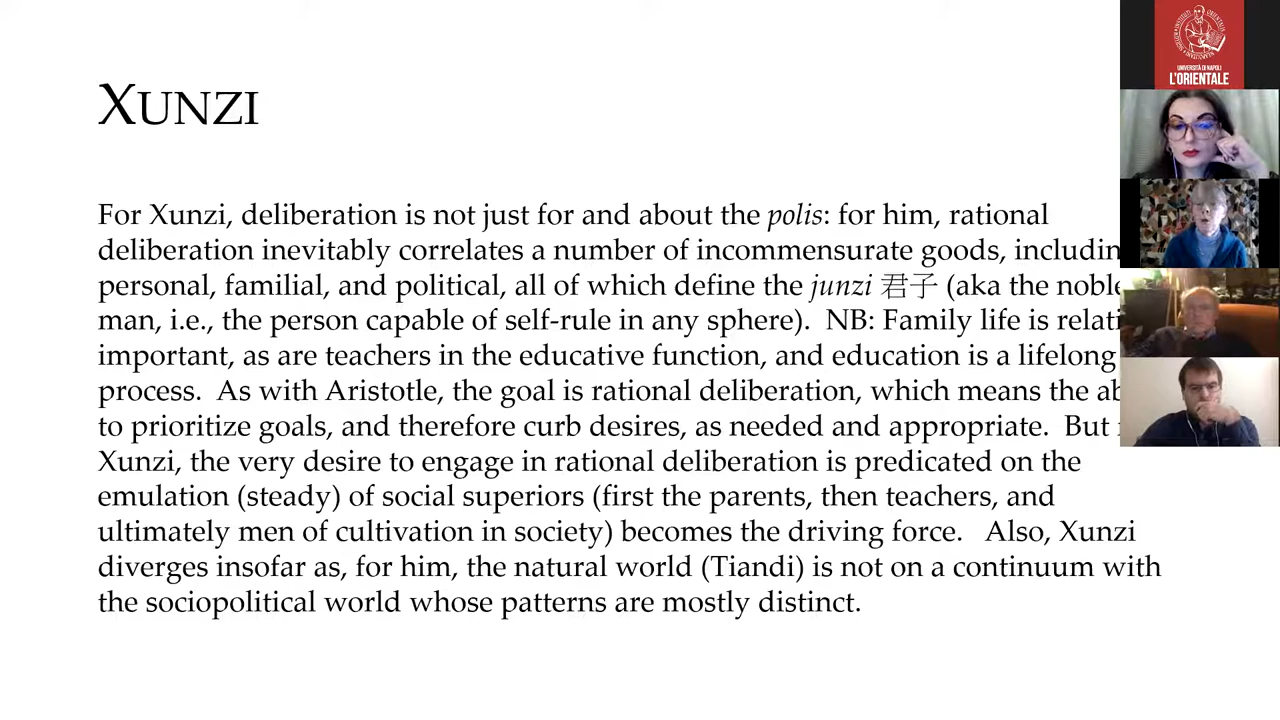 XUNZI
For Xunzi, deliberation is not just for and about the polis: for him, rational
deliberation inevitably correlates a number of incommensurate goods, includin
personal, familial, and political, all of which define the junzi 君子 (aka the noble
man, i.e., the person capable of self-rule in any sphere). NB: Family life is relati
important, as are teachers in the educative function, and education is a lifelong
process. As with Aristotle, the goal is rational deliberation, which means the ab
to prioritize goals, and therefore curb desires, as needed and appropriate. But
Xunzi, the very desire to engage in rational deliberation is predicated on the
emulation (steady) of social superiors (first the parents, then teachers, and
ultimately men of cultivation in society) becomes the driving force. Also, Xunzi
diverges insofar as, for him, the natural world (Tiandi) is not on a continuum with
the sociopolitical world whose patterns are mostly distinct.
UNIVERSITÀ DI NAPOLI
L'ORIENTALE